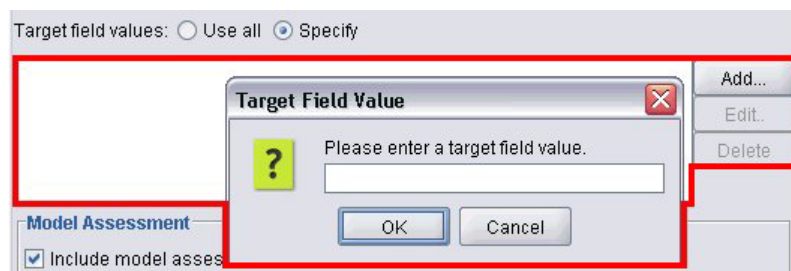 Target field values: Use all Specify
Add...
Target Field Value
Edit..
Please enter a target field value.
Delete
?
OK Cancel
Model Assessment
Include model asses